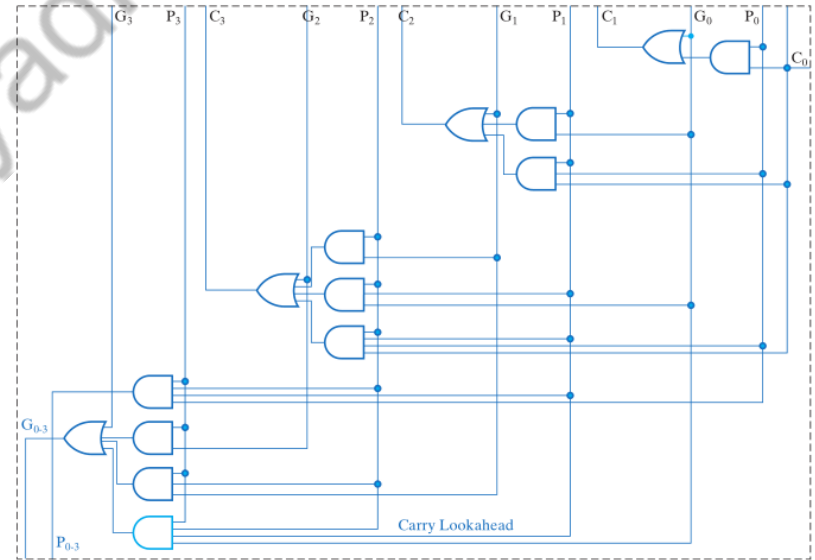 G₃ P₃ C₃ G₂ P₂ C₂ G₁ P₁ C₁ G₀ P₀
C₀
G₀₋₃
Carry Lookahead
P₀₋₃